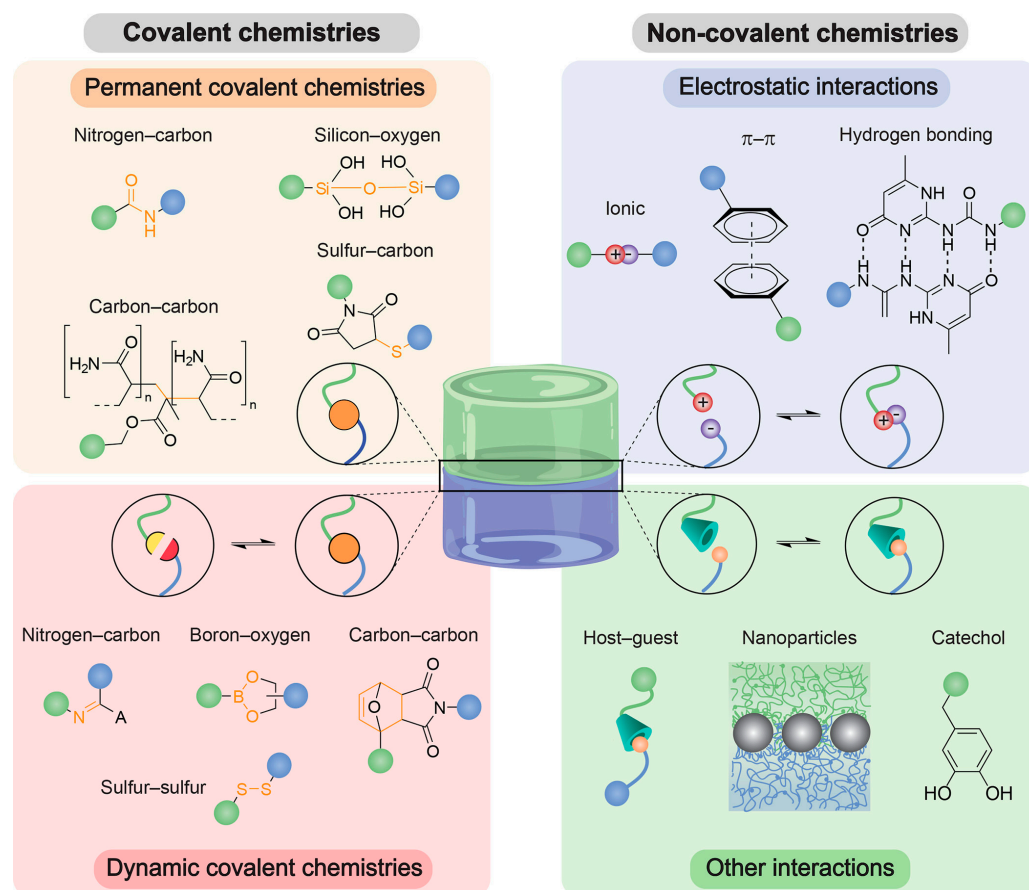 Covalent chemistries
Non-covalent chemistries
Permanent covalent chemistries
Nitrogen–carbon
O
N
H
Silicon–oxygen
OH
HO
Si
O
Si
OH
HO
Sulfur–carbon
N
O
O
S
Carbon–carbon
H₂N
O
n
H₂N
O
n
O
O
Electrostatic interactions
Ionic
+
-
π–π
Hydrogen bonding
NH
O
O
N
N
H
N
H
H
N
H
N
N
O
NH
+
-
+
-
Nitrogen–carbon
N
A
Boron–oxygen
O
B
O
Carbon–carbon
O
O
N
O
Sulfur–sulfur
S–S
Dynamic covalent chemistries
Host–guest
Nanoparticles
Catechol
HO
OH
Other interactions